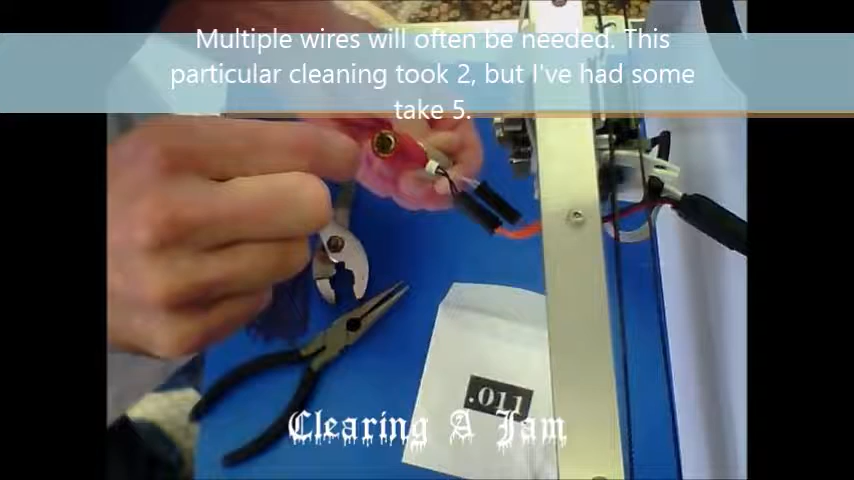 Multiple wires will often be needed. This
particular cleaning took 2, but I've had some
take 5.
.011
Clearing A Jam